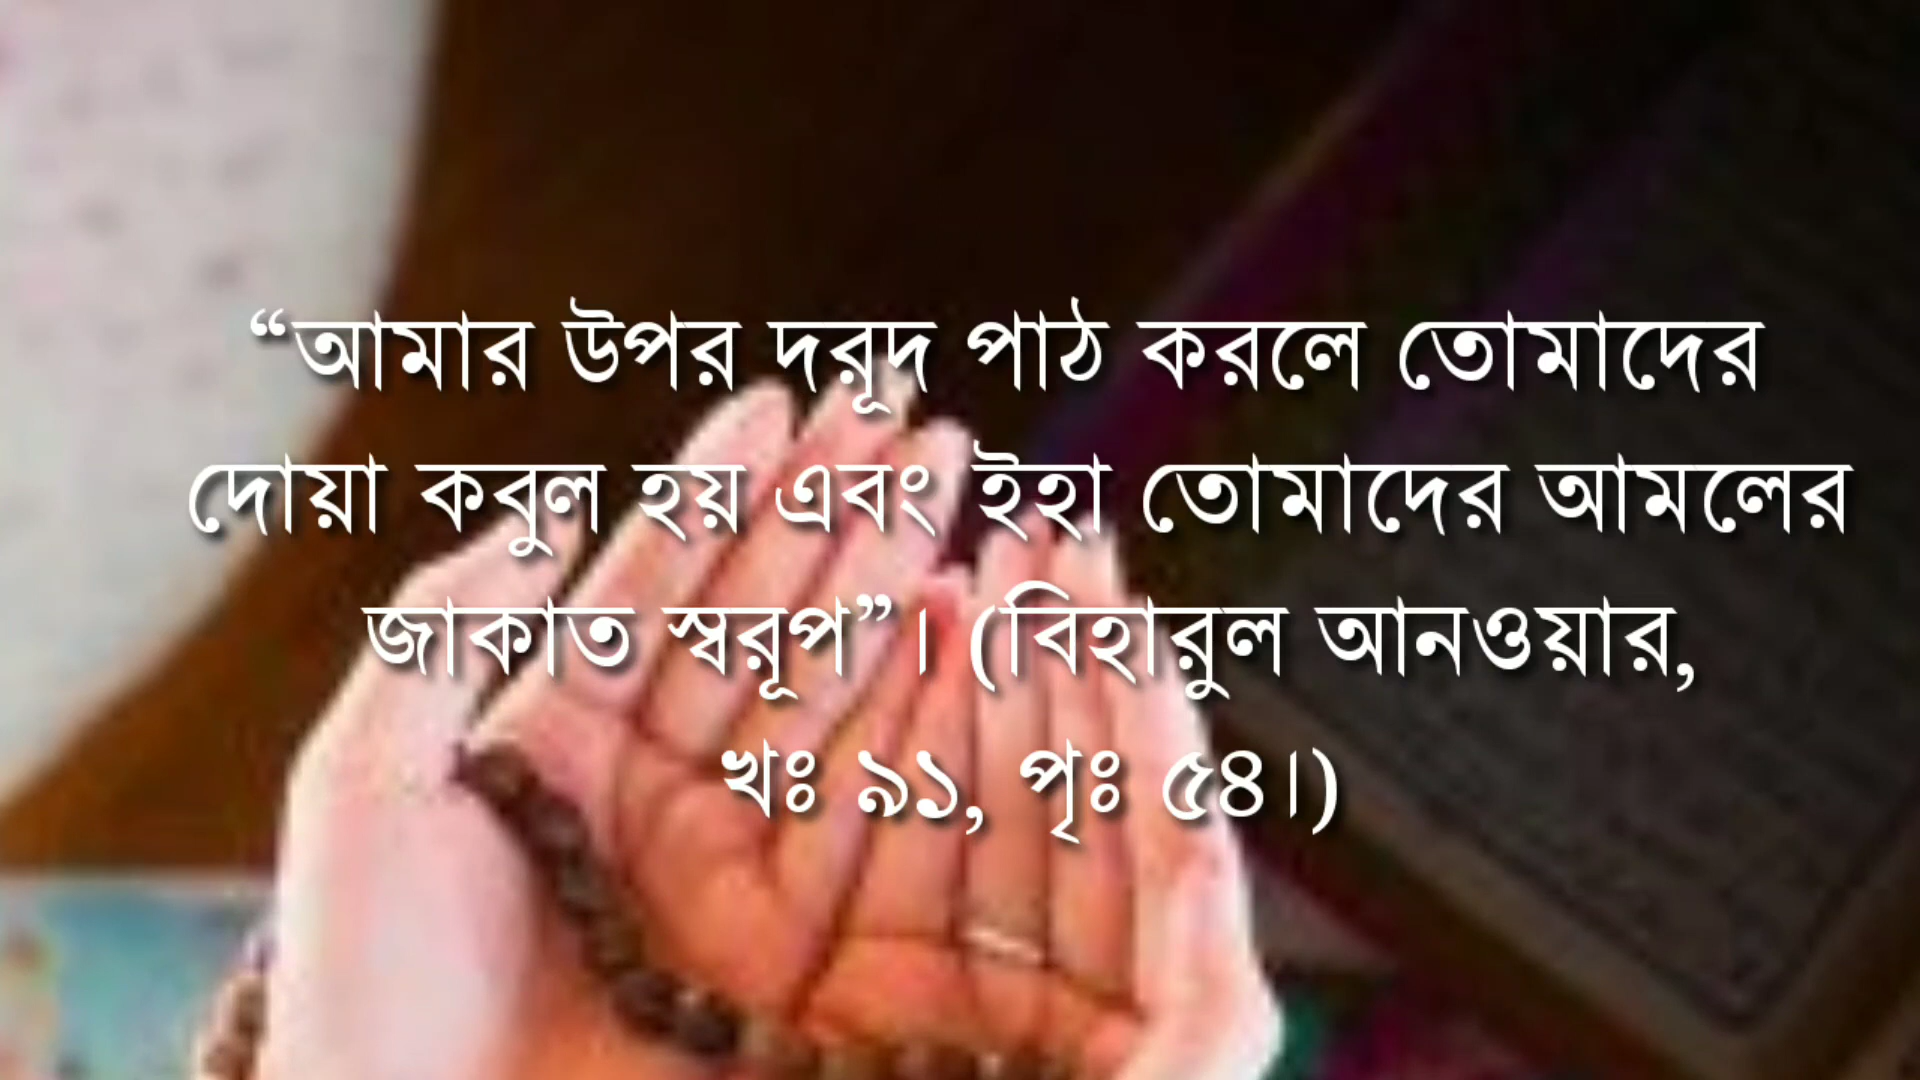 “আমার উপর দরূদ পাঠ করলে তোমাদের
দোয়া কবুল হয় এবং ইহা তোমাদের আমলের
জাকাত স্বরূপ”। (বিহারুল আনওয়ার,
খঃ ৯১, পৃঃ ৫৪।)